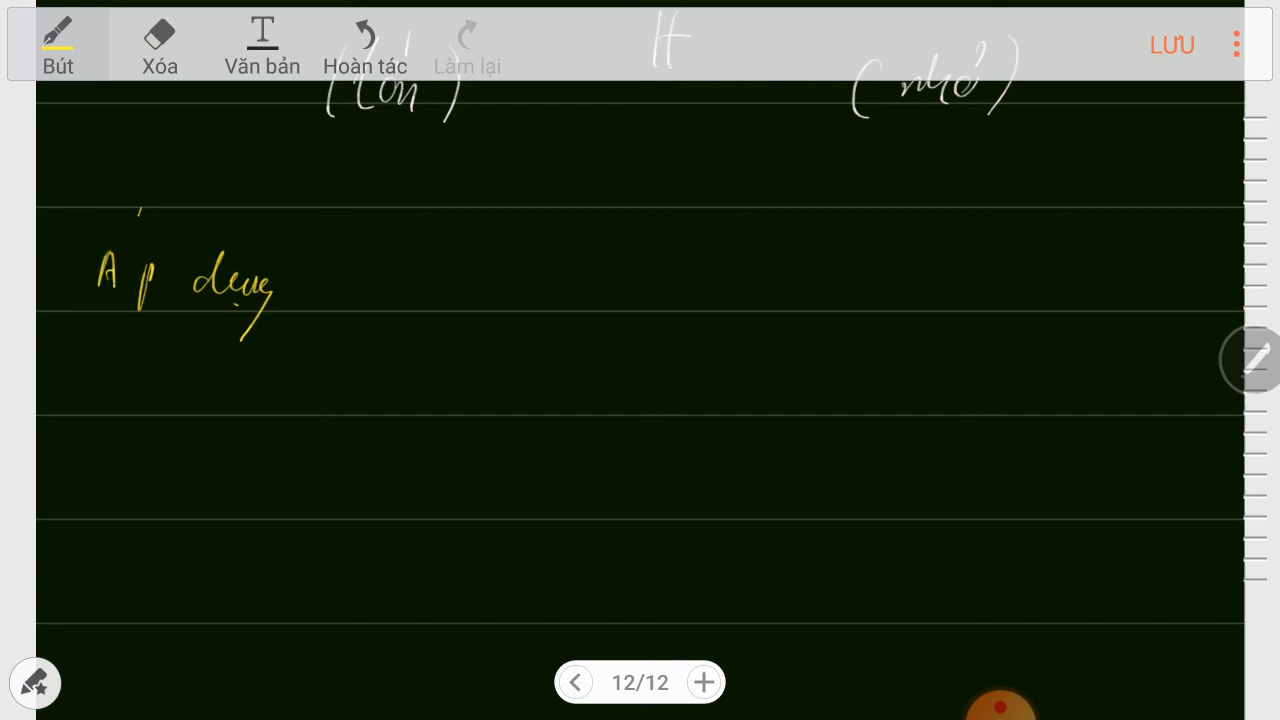 Bút Xóa Văn bản Hoàn tác Làm lại LƯU
(lớn) (nhỏ)
Áp dụng
12/12